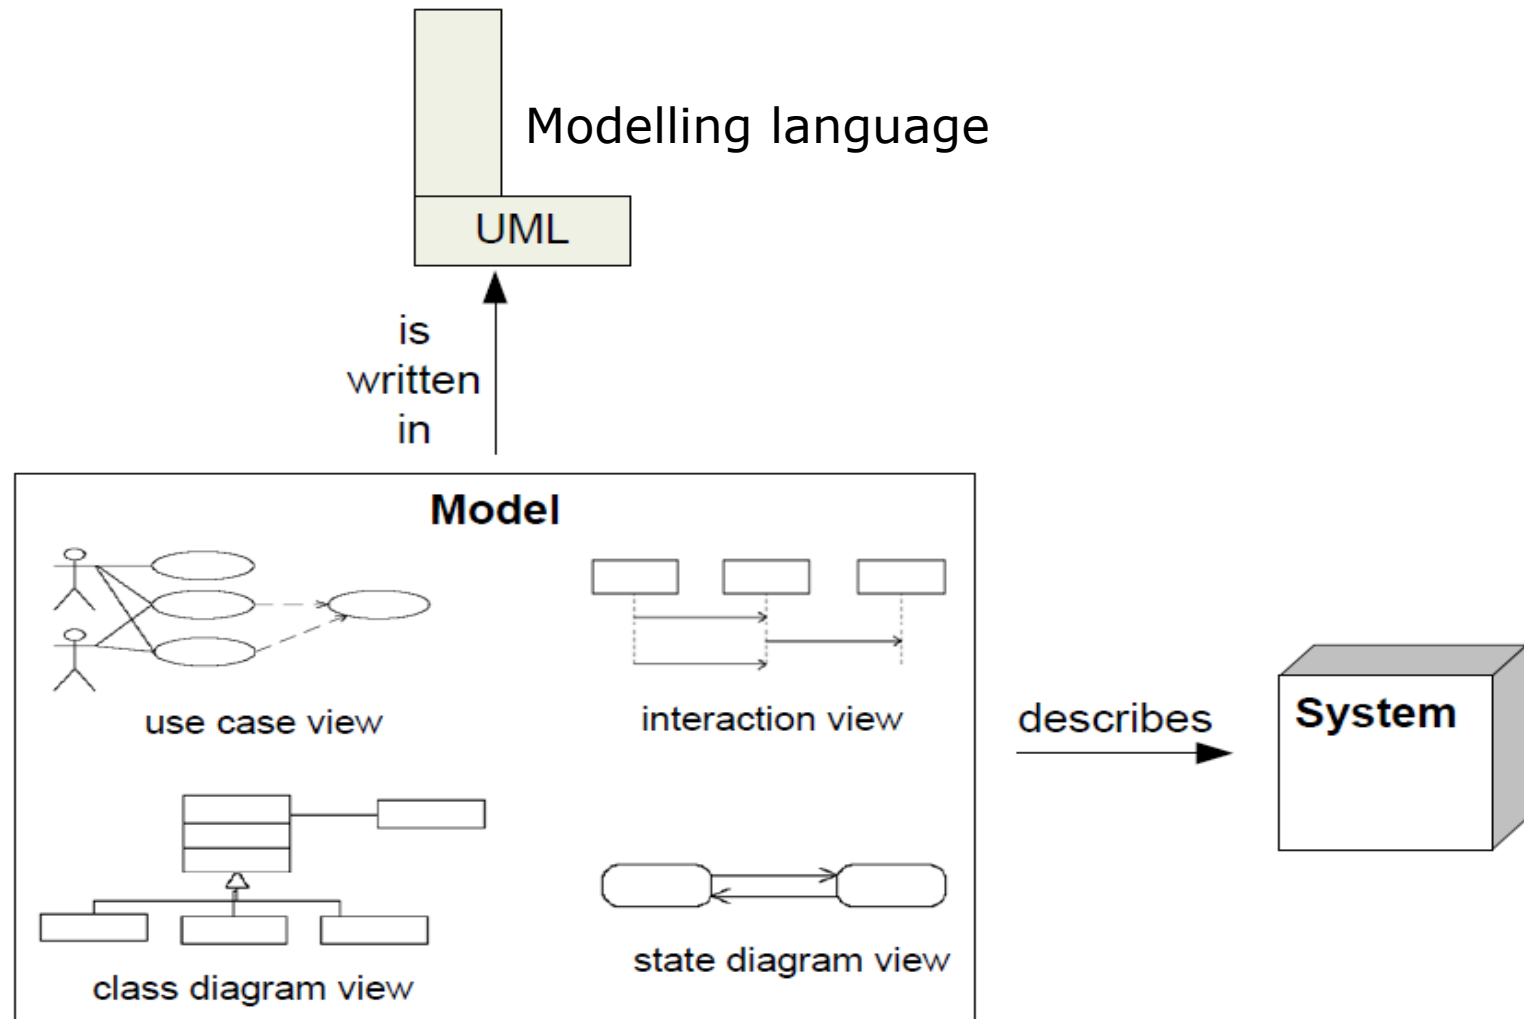 Modelling language
UML
is
written
in
Model
use case view
interaction view
describes
System
class diagram view
state diagram view